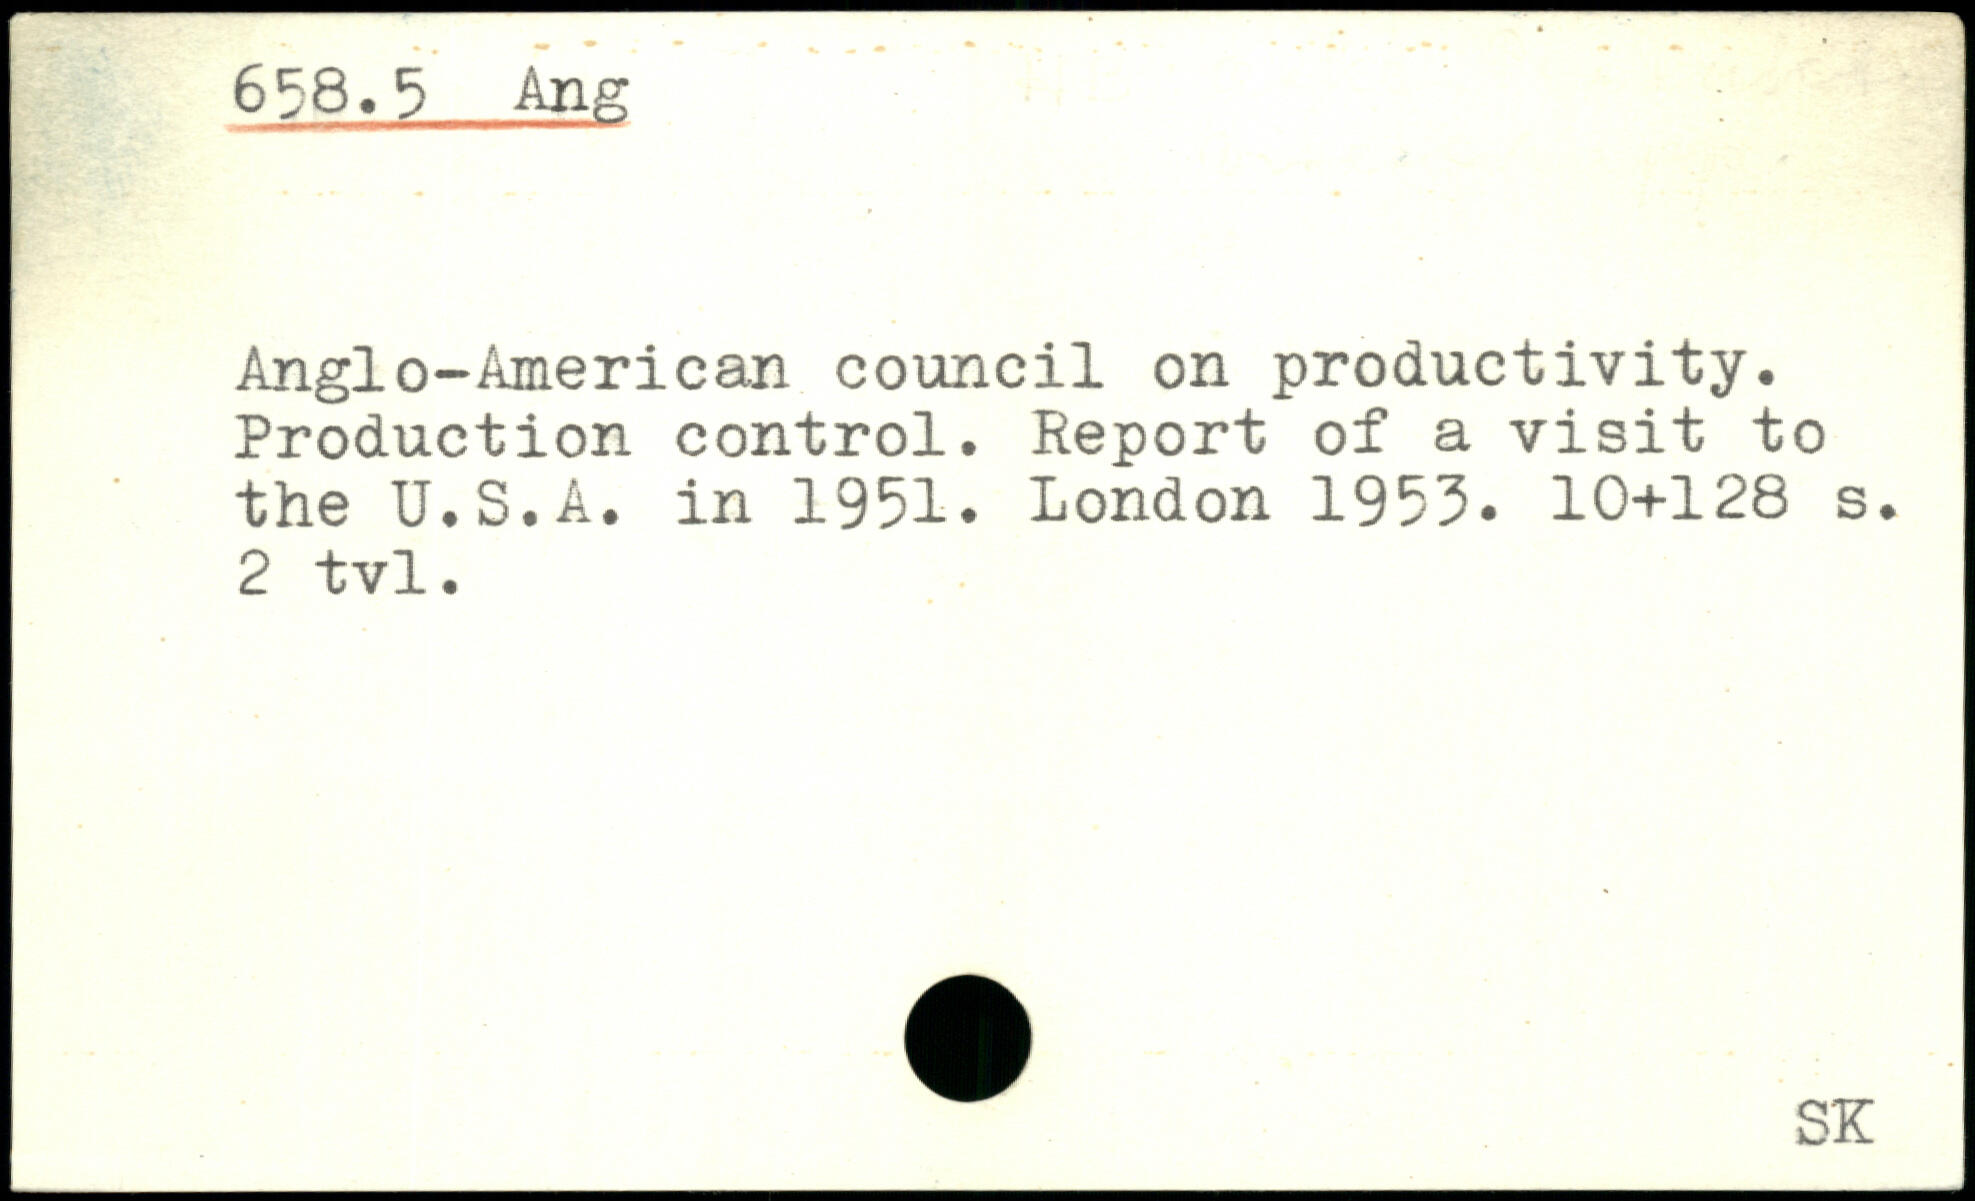 658.5 Ang
Anglo-American council on productivity.
Production control. Report of a visit to
the U.S.A. in 1951. London 1953. 10+128 s.
2 tvl.
SK